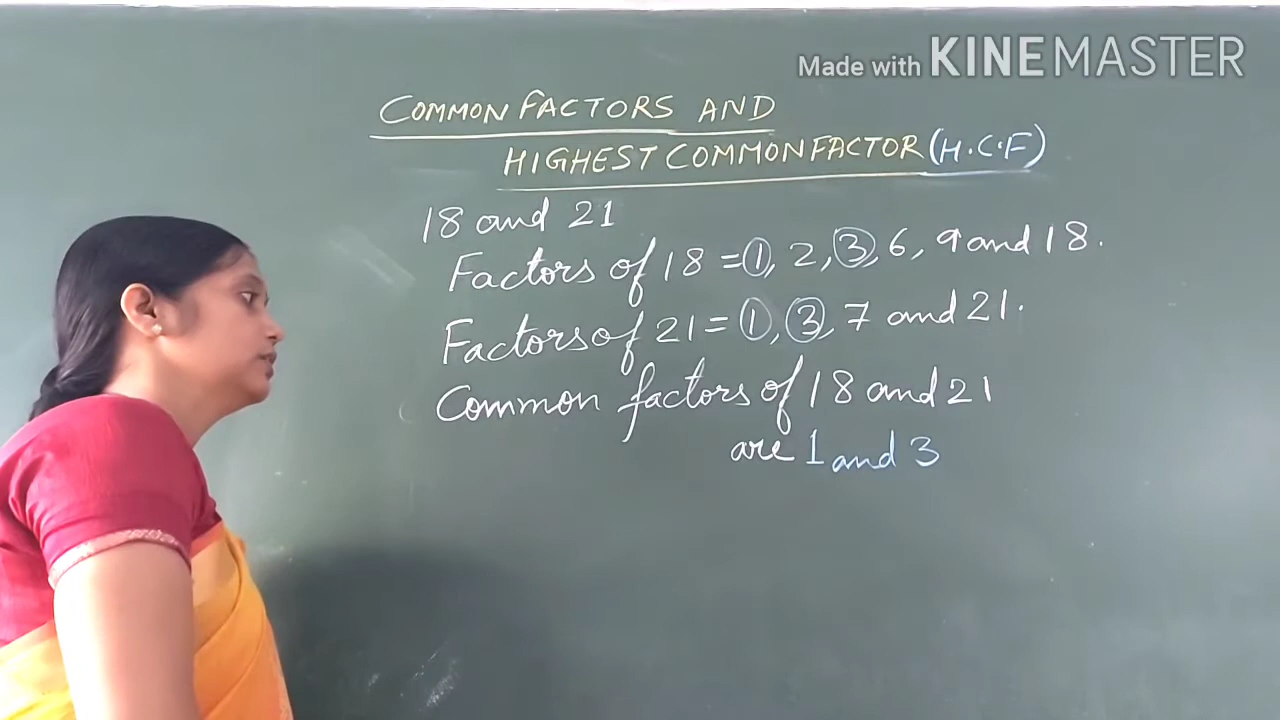 Made with KINEMASTER
COMMON FACTORS AND
HIGHEST COMMON FACTOR (H.C.F)
18 and 21
Factors of 18 = 1, 2, 3, 6, 9 and 18.
Factors of 21 = 1, 3, 7 and 21.
Common factors of 18 and 21
are 1 and 3